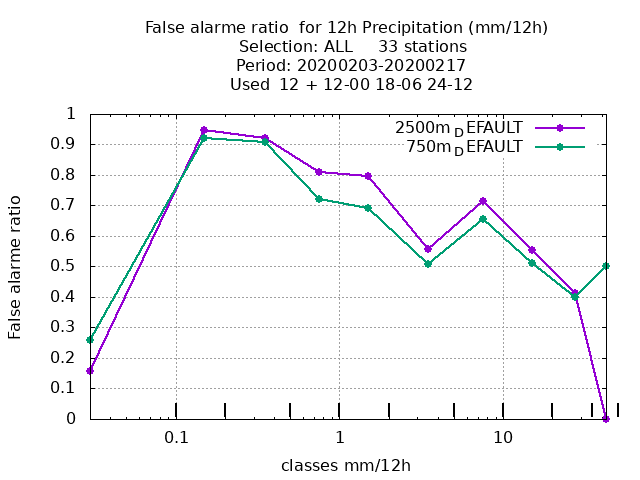 False alarme ratio  for 12h Precipitation (mm/12h)
Selection: ALL     33 stations
Period: 20200203-20200217
Used  12 + 12-00 18-06 24-12
2500m_DEFAULT
750m_DEFAULT
1
0.9
0.8
0.7
0.6
0.5
0.4
0.3
0.2
0.1
0
False alarme ratio
0.1 1 10
classes mm/12h